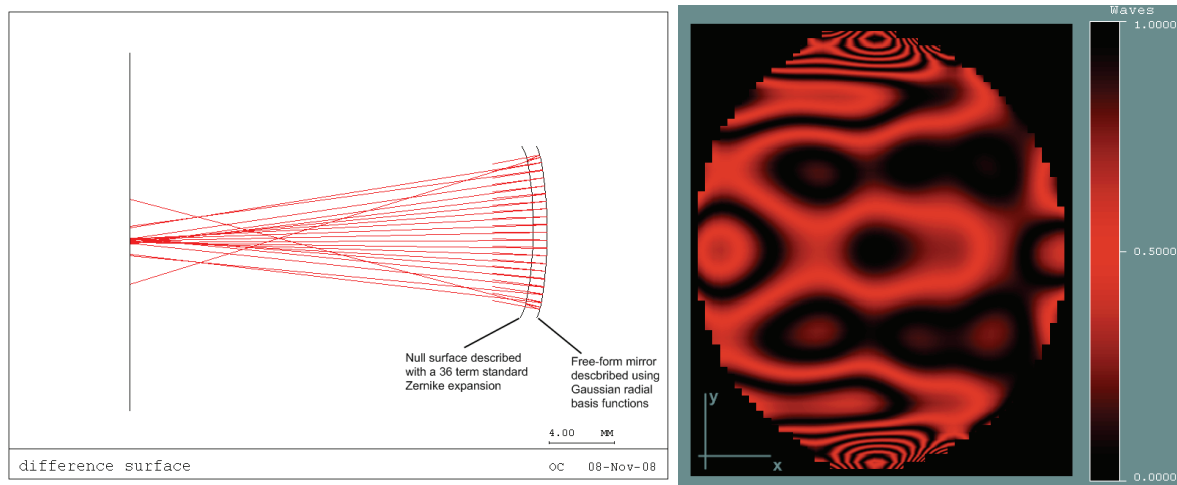 Null surface described
with a 36 term standard
Zernike expansion
Free-form mirror
descbribed using
Gaussian radial
basis functions
4.00 MM
difference surface
OC 08-Nov-08
Waves
1.0000
0.5000
0.0000
y
x